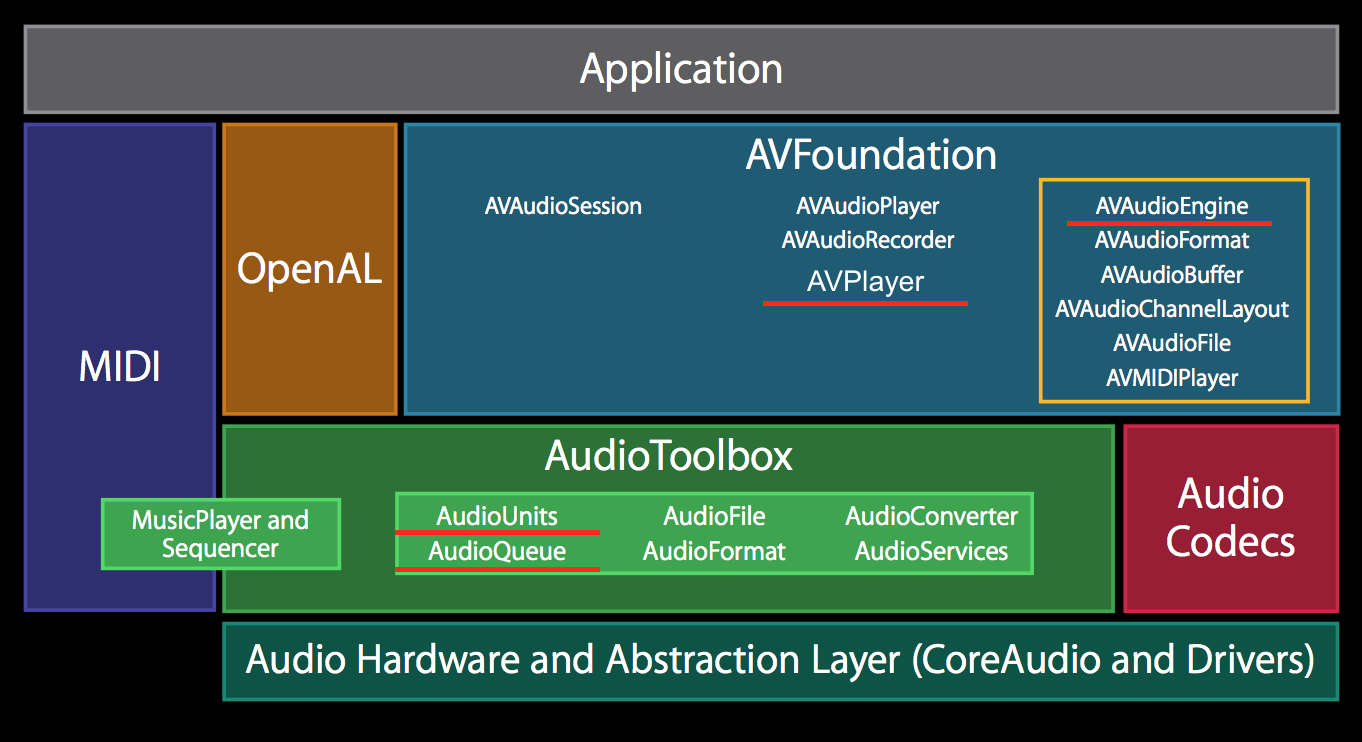 Application
MIDI
OpenAL
AVFoundation
AVAudioSession
AVAudioPlayer
AVAudioRecorder
AVPlayer
AVAudioEngine
AVAudioFormat
AVAudioBuffer
AVAudioChannelLayout
AVAudioFile
AVMIDIPlayer
AudioToolbox
MusicPlayer and
Sequencer
AudioUnits
AudioQueue
AudioFile
AudioFormat
AudioConverter
AudioServices
Audio
Codecs
Audio Hardware and Abstraction Layer (CoreAudio and Drivers)